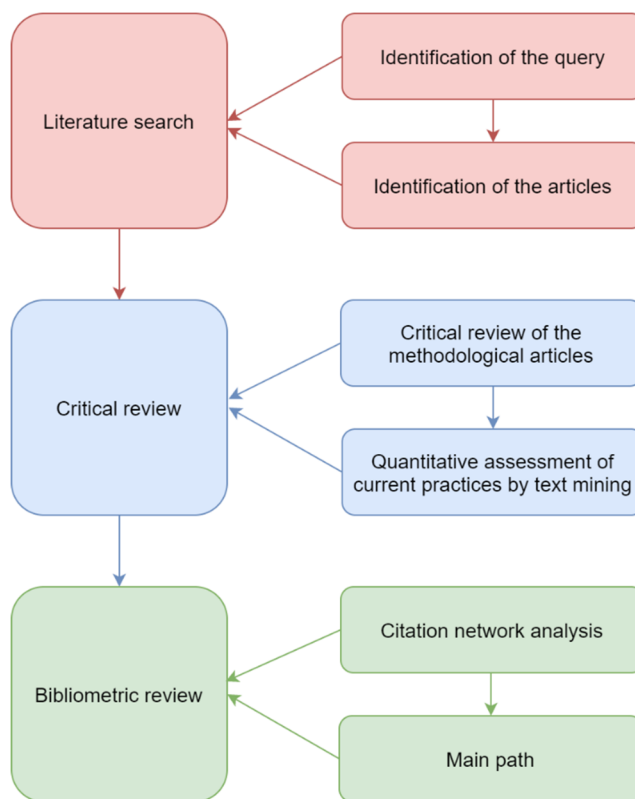 Literature search
Identification of the query
Identification of the articles
Critical review
Critical review of the
methodological articles
Quantitative assessment of
current practices by text mining
Bibliometric review
Citation network analysis
Main path